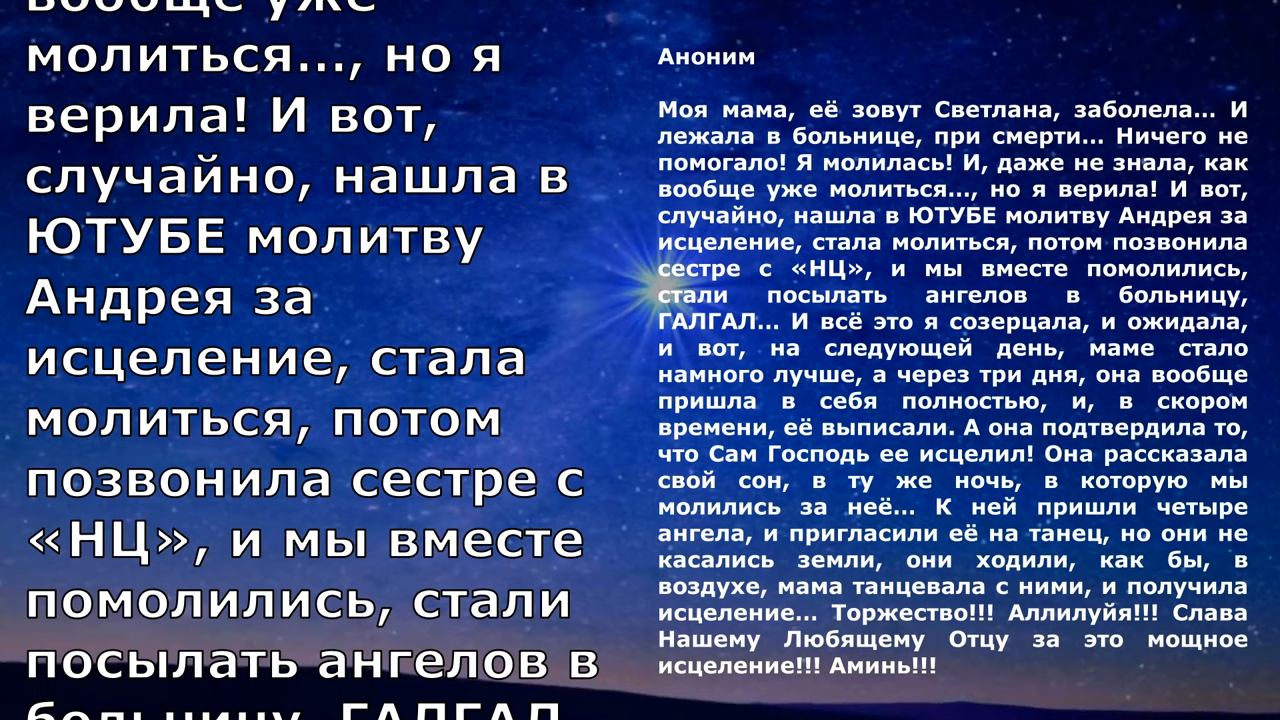 вообще уже
молиться..., но я
верила! И вот,
случайно, нашла в
ЮТУБЕ молитву
Андрея за
исцеление, стала
молиться, потом
позвонила сестре с
«НЦ», и мы вместе
помолились, стали
посылать ангелов в
больницу, ГАЛГАЛ
Аноним
Моя мама, её зовут Светлана, заболела... И
лежала в больнице, при смерти... Ничего не
помогало! Я молилась! И, даже не знала, как
вообще уже молиться..., но я верила! И вот,
случайно, нашла в ЮТУБЕ молитву Андрея за
исцеление, стала молиться, потом позвонила
сестре с «НЦ», и мы вместе помолились,
стали посылать ангелов в больницу,
ГАЛГАЛ... И всё это я созерцала, и ожидала,
и вот, на следующей день, маме стало
намного лучше, а через три дня, она вообще
пришла в себя полностью, и, в скором
времени, её выписали. А она подтвердила то,
что Сам Господь ее исцелил! Она рассказала
свой сон, в ту же ночь, в которую мы
молились за неё... К ней пришли четыре
ангела, и пригласили её на танец, но они не
касались земли, они ходили, как бы, в
воздухе, мама танцевала с ними, и получила
исцеление... Торжество!!! Аллилуйя!!! Слава
Нашему Любящему Отцу за это мощное
исцеление!!! Аминь!!!